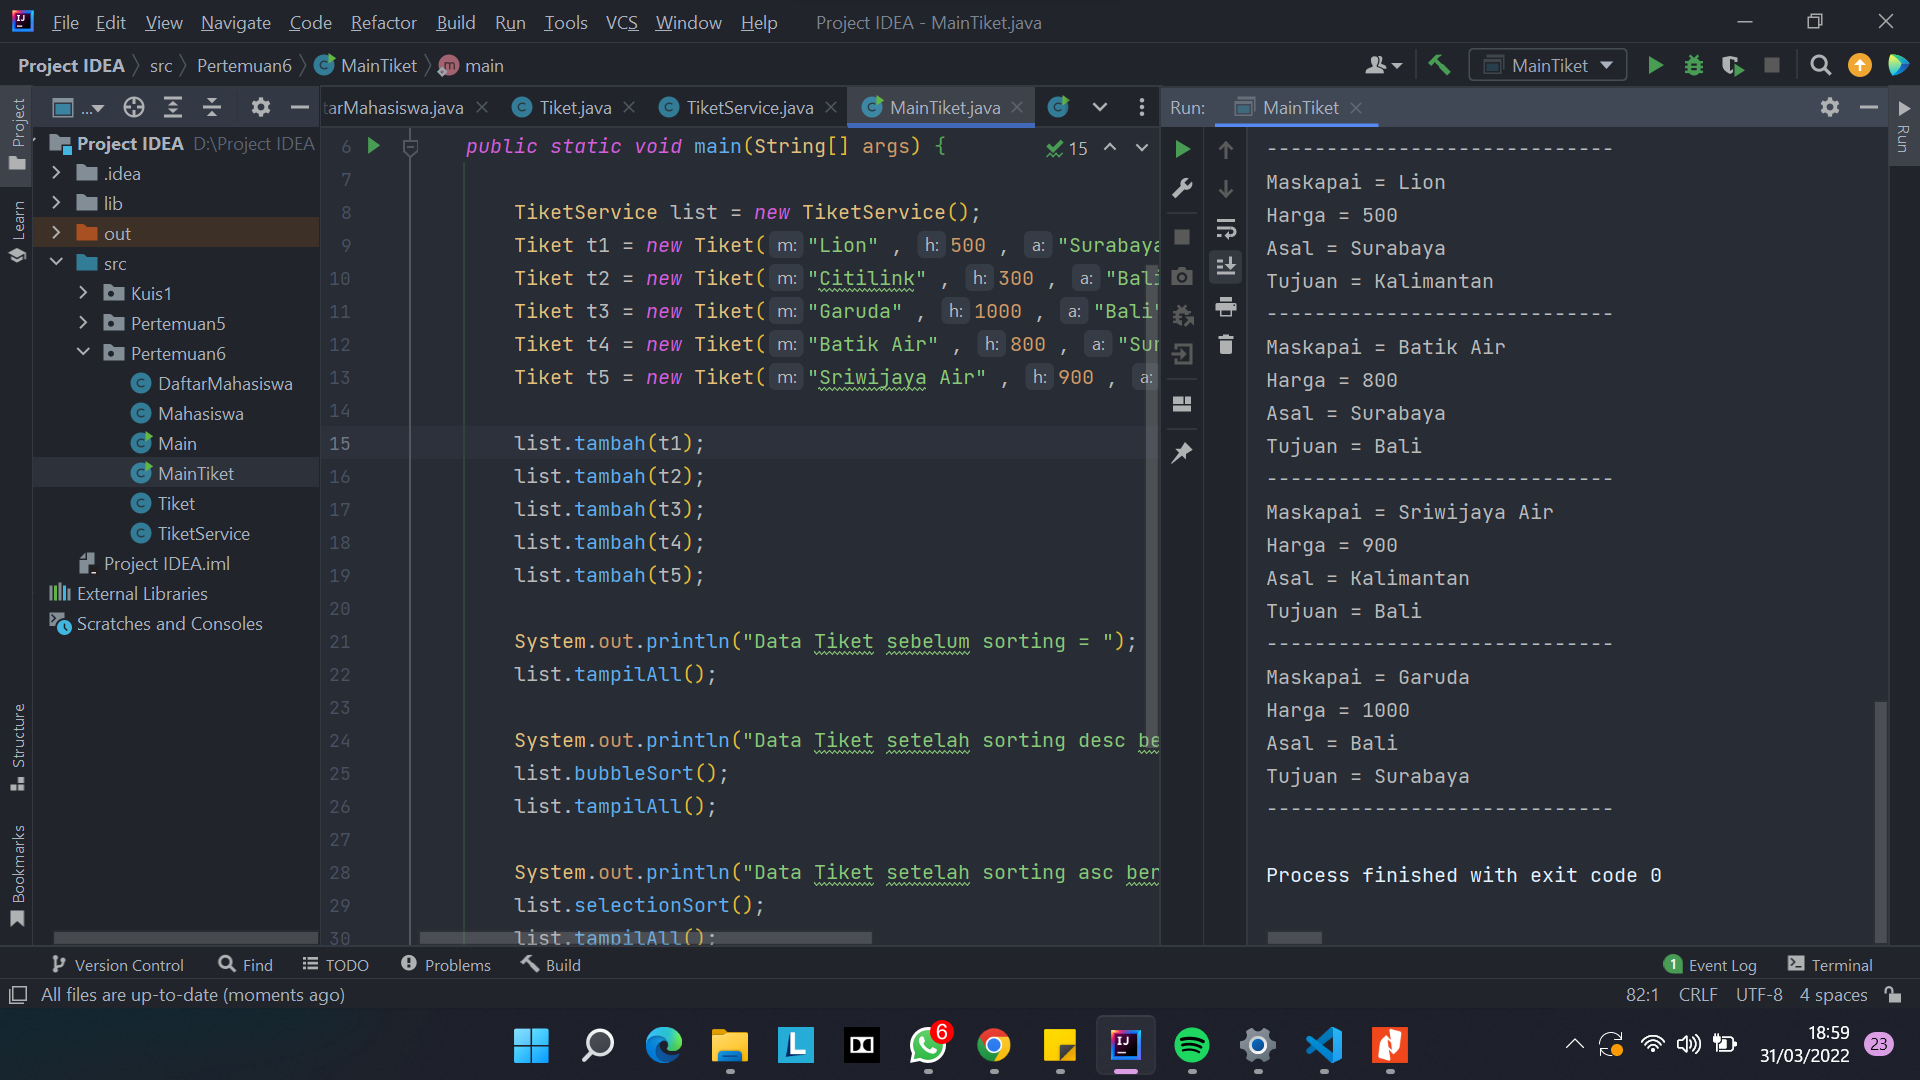 File Edit View Navigate Code Refactor Build Run Tools VCS Window Help Project IDEA - MainTiket.java
Project IDEA src Pertemuan6 MainTiket main
MainTiket
Project
Learn
Structure
Bookmarks
...
Project IDEA D:\Project IDEA
.idea
lib
out
src
Kuis1
Pertemuan5
Pertemuan6
DaftarMahasiswa
Mahasiswa
Main
MainTiket
Tiket
TiketService
Project IDEA.iml
External Libraries
Scratches and Consoles
tarMahasiswa.java Tiket.java TiketService.java MainTiket.java
15
6 public static void main(String[] args) {
7
8 TiketService list = new TiketService();
9 Tiket t1 = new Tiket( m: "Lion" , h: 500 , a: "Surabaya
10 Tiket t2 = new Tiket( m: "Citilink" , h: 300 , a: "Bali
11 Tiket t3 = new Tiket( m: "Garuda" , h: 1000 , a: "Bali"
12 Tiket t4 = new Tiket( m: "Batik Air" , h: 800 , a: "Sur
13 Tiket t5 = new Tiket( m: "Sriwijaya Air" , h: 900 , a:
14
15 list.tambah(t1);
16 list.tambah(t2);
17 list.tambah(t3);
18 list.tambah(t4);
19 list.tambah(t5);
20
21 System.out.println("Data Tiket sebelum sorting = ");
22 list.tampilAll();
23
24 System.out.println("Data Tiket setelah sorting desc be
25 list.bubbleSort();
26 list.tampilAll();
27
28 System.out.println("Data Tiket setelah sorting asc ber
29 list.selectionSort();
30 list.tampilAll();
Run: MainTiket
Run
-----------------------------
Maskapai = Lion
Harga = 500
Asal = Surabaya
Tujuan = Kalimantan
-----------------------------
Maskapai = Batik Air
Harga = 800
Asal = Surabaya
Tujuan = Bali
-----------------------------
Maskapai = Sriwijaya Air
Harga = 900
Asal = Kalimantan
Tujuan = Bali
-----------------------------
Maskapai = Garuda
Harga = 1000
Asal = Bali
Tujuan = Surabaya
-----------------------------
Process finished with exit code 0
Version Control Find TODO Problems Build 1 Event Log Terminal
All files are up-to-date (moments ago) 82:1 CRLF UTF-8 4 spaces
6
18:59
31/03/2022
23